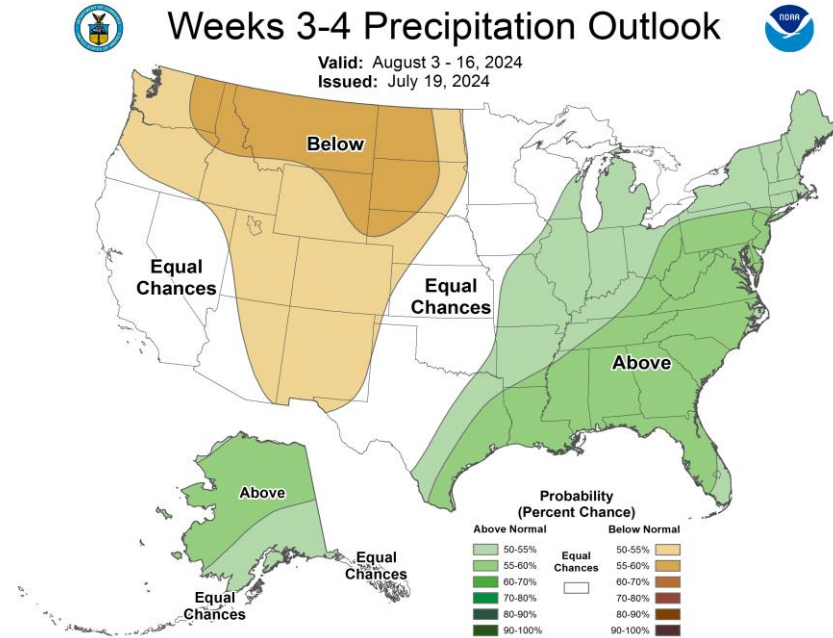 Weeks 3-4 Precipitation Outlook
NOAA
Valid: August 3 - 16, 2024
Issued: July 19, 2024
Below
Equal
Chances
Equal
Chances
Above
Above
Equal
Chances
Equal
Chances
Probability
(Percent Chance)
Above Normal
Below Normal
50-55%
55-60%
60-70%
70-80%
80-90%
90-100%
Equal
Chances
50-55%
55-60%
60-70%
70-80%
80-90%
90-100%